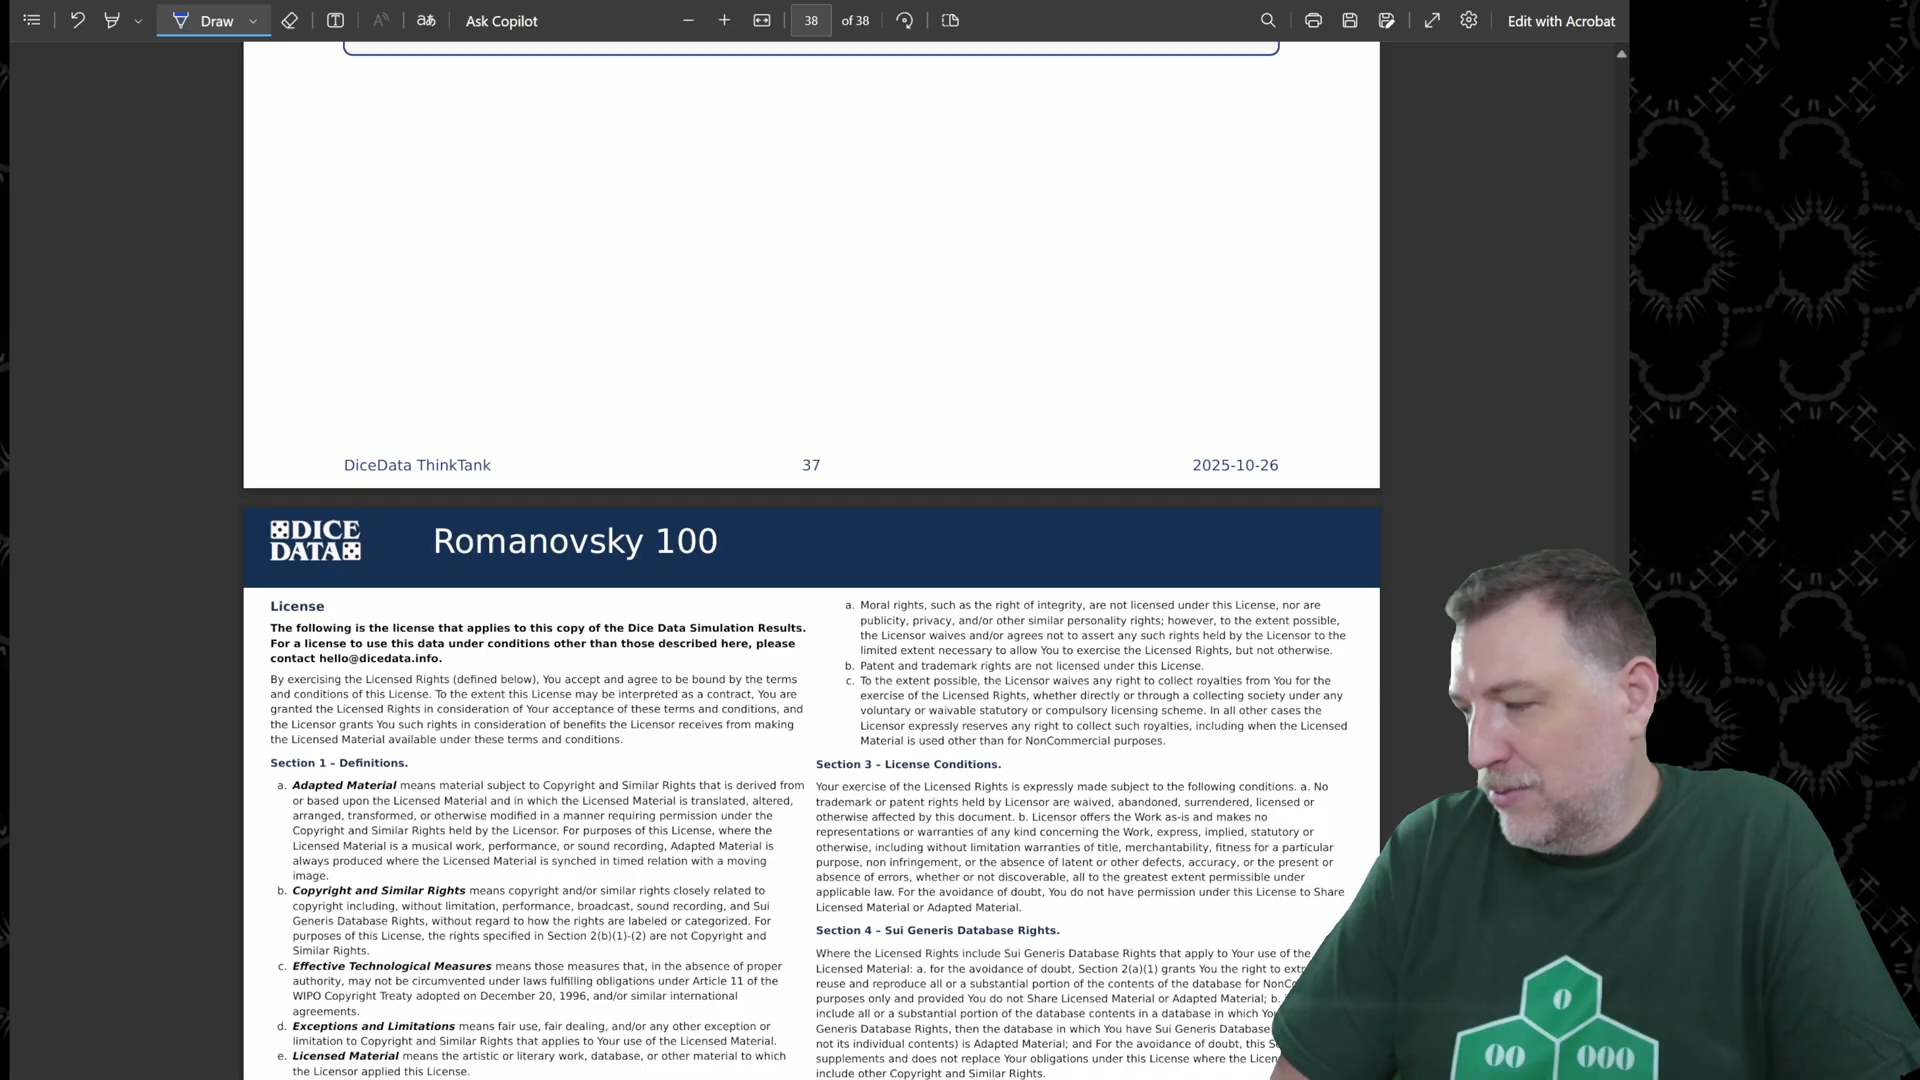 Draw
Ask Copilot
38 of 38
Edit with Acrobat
DiceData ThinkTank 37 2025-10-26
DICE
DATA
Romanovsky 100
License
The following is the license that applies to this copy of the Dice Data Simulation Results.
For a license to use this data under conditions other than those described here, please
contact hello@dicedata.info.
By exercising the Licensed Rights (defined below), You accept and agree to be bound by the terms
and conditions of this License. To the extent this License may be interpreted as a contract, You are
granted the Licensed Rights in consideration of Your acceptance of these terms and conditions, and
the Licensor grants You such rights in consideration of benefits the Licensor receives from making
the Licensed Material available under these terms and conditions.
Section 1 – Definitions.
a. Adapted Material means material subject to Copyright and Similar Rights that is derived from
or based upon the Licensed Material and in which the Licensed Material is translated, altered,
arranged, transformed, or otherwise modified in a manner requiring permission under the
Copyright and Similar Rights held by the Licensor. For purposes of this License, where the
Licensed Material is a musical work, performance, or sound recording, Adapted Material is
always produced where the Licensed Material is synched in timed relation with a moving
image.
b. Copyright and Similar Rights means copyright and/or similar rights closely related to
copyright including, without limitation, performance, broadcast, sound recording, and Sui
Generis Database Rights, without regard to how the rights are labeled or categorized. For
purposes of this License, the rights specified in Section 2(b)(1)-(2) are not Copyright and
Similar Rights.
c. Effective Technological Measures means those measures that, in the absence of proper
authority, may not be circumvented under laws fulfilling obligations under Article 11 of the
WIPO Copyright Treaty adopted on December 20, 1996, and/or similar international
agreements.
d. Exceptions and Limitations means fair use, fair dealing, and/or any other exception or
limitation to Copyright and Similar Rights that applies to Your use of the Licensed Material.
e. Licensed Material means the artistic or literary work, database, or other material to which
the Licensor applied this License.
a. Moral rights, such as the right of integrity, are not licensed under this License, nor are
publicity, privacy, and/or other similar personality rights; however, to the extent possible,
the Licensor waives and/or agrees not to assert any such rights held by the Licensor to the
limited extent necessary to allow You to exercise the Licensed Rights, but not otherwise.
b. Patent and trademark rights are not licensed under this License.
c. To the extent possible, the Licensor waives any right to collect royalties from You for the
exercise of the Licensed Rights, whether directly or through a collecting society under any
voluntary or waivable statutory or compulsory licensing scheme. In all other cases the
Licensor expressly reserves any right to collect such royalties, including when the Licensed
Material is used other than for NonCommercial purposes.
Section 3 – License Conditions.
Your exercise of the Licensed Rights is expressly made subject to the following conditions. a. No
trademark or patent rights held by Licensor are waived, abandoned, surrendered, licensed or
otherwise affected by this document. b. Licensor offers the Work as-is and makes no
representations or warranties of any kind concerning the Work, express, implied, statutory or
otherwise, including without limitation warranties of title, merchantability, fitness for a particular
purpose, non infringement, or the absence of latent or other defects, accuracy, or the present or
absence of errors, whether or not discoverable, all to the greatest extent permissible under
applicable law. For the avoidance of doubt, You do not have permission under this License to Share
Licensed Material or Adapted Material.
Section 4 – Sui Generis Database Rights.
Where the Licensed Rights include Sui Generis Database Rights that apply to Your use of the
Licensed Material: a. for the avoidance of doubt, Section 2(a)(1) grants You the right to
reuse and reproduce all or a substantial portion of the contents of the database for
purposes only and provided You do not Share Licensed Material or Adapted Material; b.
include all or a substantial portion of the database contents in a database in which
Generis Database Rights, then the database in which You have Sui Generis Database
not its individual contents) is Adapted Material; and For the avoidance of doubt, this
supplements and does not replace Your obligations under this License where the
include other Copyright and Similar Rights.
0
00 000